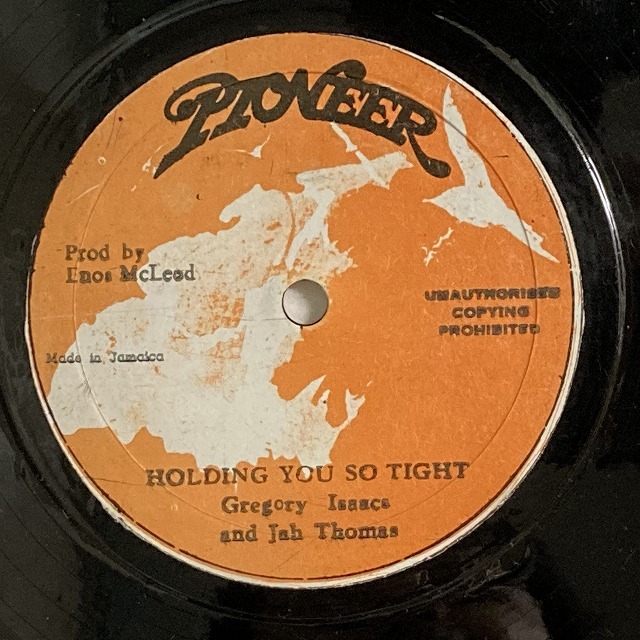 PIONEER
Prod by
Enos McLeod
UNAUTHORISED
COPYING
PROHIBITED
Made in Jamaica
HOLDING YOU SO TIGHT
Gregory Isaacs
and Jah Thomas